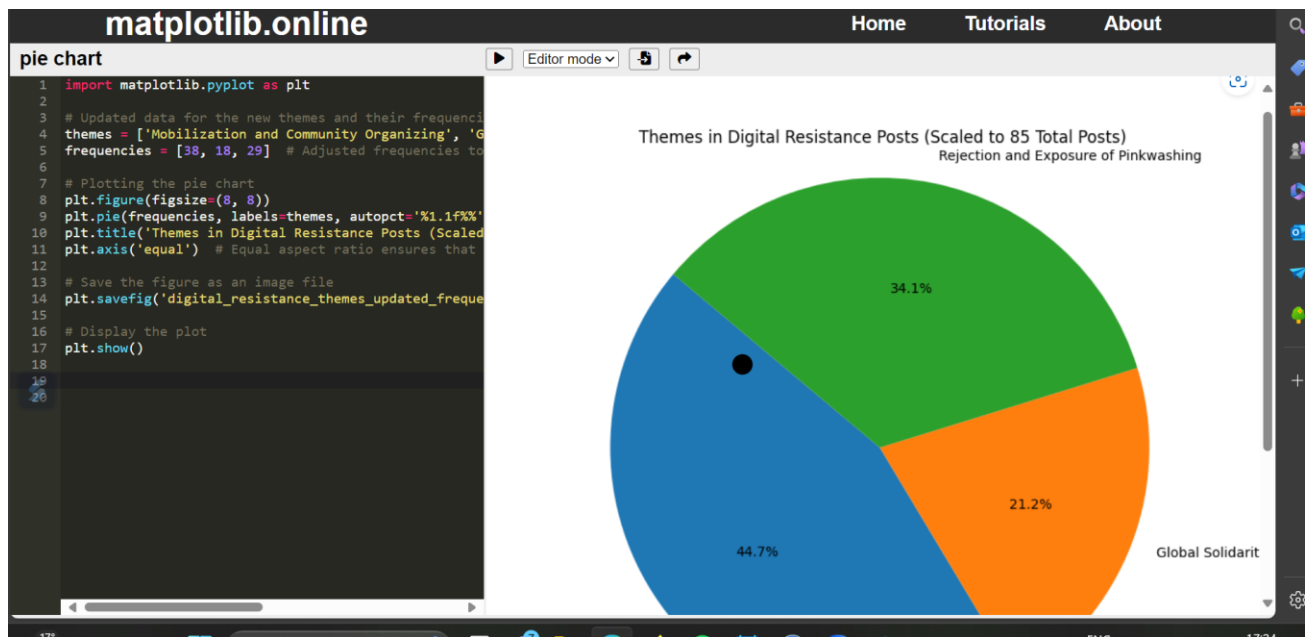 matplotlib.online
Home Tutorials About
pie chart
Editor mode
1 import matplotlib.pyplot as plt
2
3 # Updated data for the new themes and their frequenci
4 themes = ['Mobilization and Community Organizing', 'G
5 frequencies = [38, 18, 29]  # Adjusted frequencies to
6
7 # Plotting the pie chart
8 plt.figure(figsize=(8, 8))
9 plt.pie(frequencies, labels=themes, autopct='%1.1f%%'
10 plt.title('Themes in Digital Resistance Posts (Scaled
11 plt.axis('equal')  # Equal aspect ratio ensures that
12
13 # Save the figure as an image file
14 plt.savefig('digital_resistance_themes_updated_freque
15
16 # Display the plot
17 plt.show()
18
19
20
Themes in Digital Resistance Posts (Scaled to 85 Total Posts)
Rejection and Exposure of Pinkwashing
34.1%
21.2%
44.7%
Global Solidarit